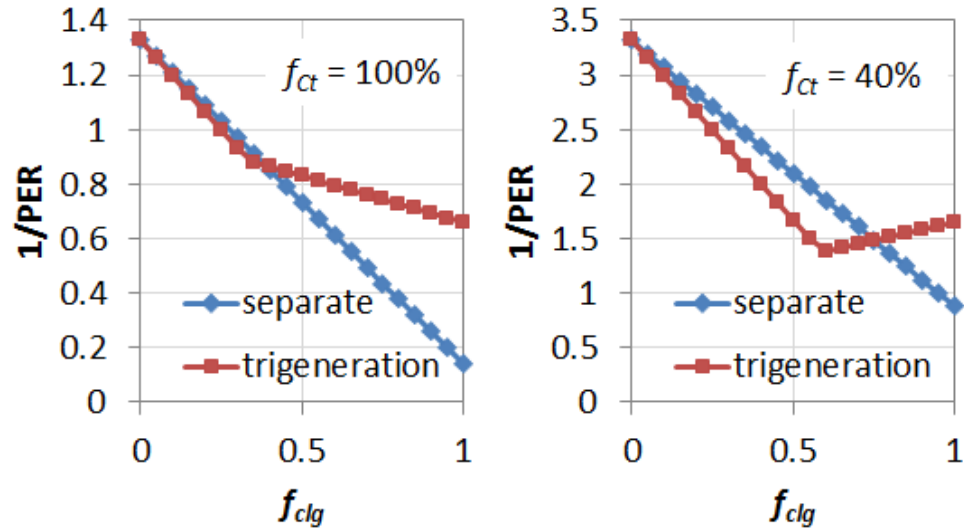 1.4
1.2
1
0.8
0.6
0.4
0.2
0
1/PER
f_Ct = 100%
separate
trigeneration
0 0.5 1
f_clg
3.5
3
2.5
2
1.5
1
0.5
0
1/PER
f_Ct = 40%
separate
trigeneration
0 0.5 1
f_clg